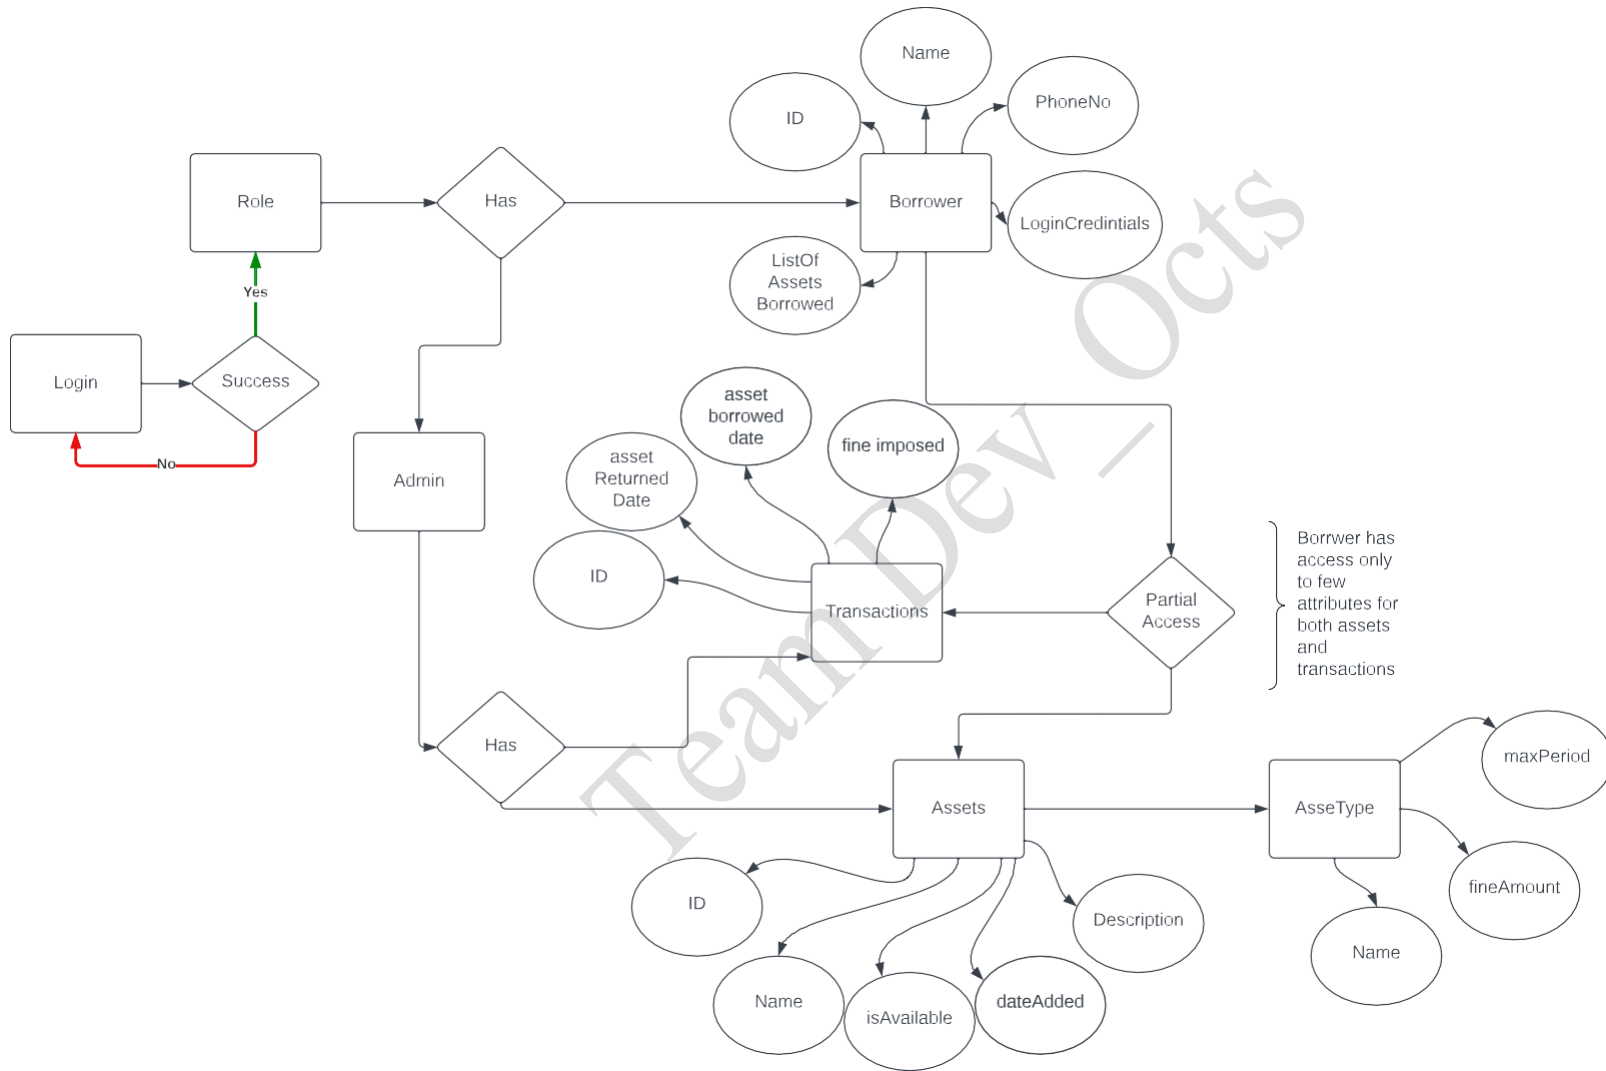 Name
PhoneNo
ID
Role
Has
Borrower
LoginCredintials
ListOf
Assets
Borrowed
Yes
Login
Success
No
asset
borrowed
date
fine imposed
asset
Returned
Date
Admin
ID
Transactions
Partial
Access
Borrwer has
access only
to few
attributes for
both assets
and
transactions
Has
Assets
AsseType
maxPeriod
fineAmount
Name
ID
Name
isAvailable
dateAdded
Description
Team Dev_Octs